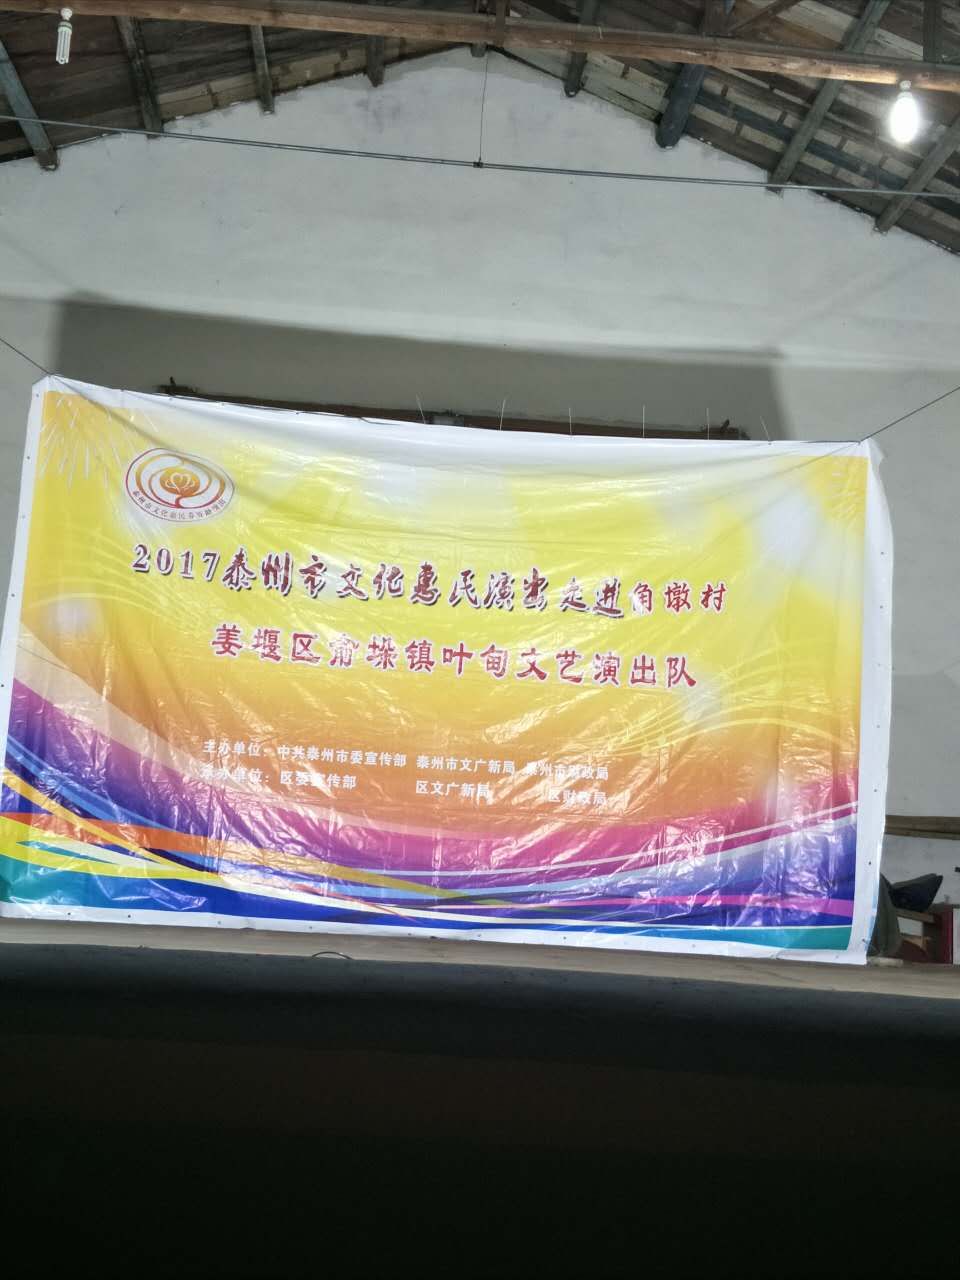 2017泰州市文化惠民演出走进角墩村
姜堰区俞垛镇叶甸文艺演出队
主办单位：中共泰州市委宣传部 泰州市文广新局 泰州市财政局
承办单位：区委宣传部 区文广新局 区财政局